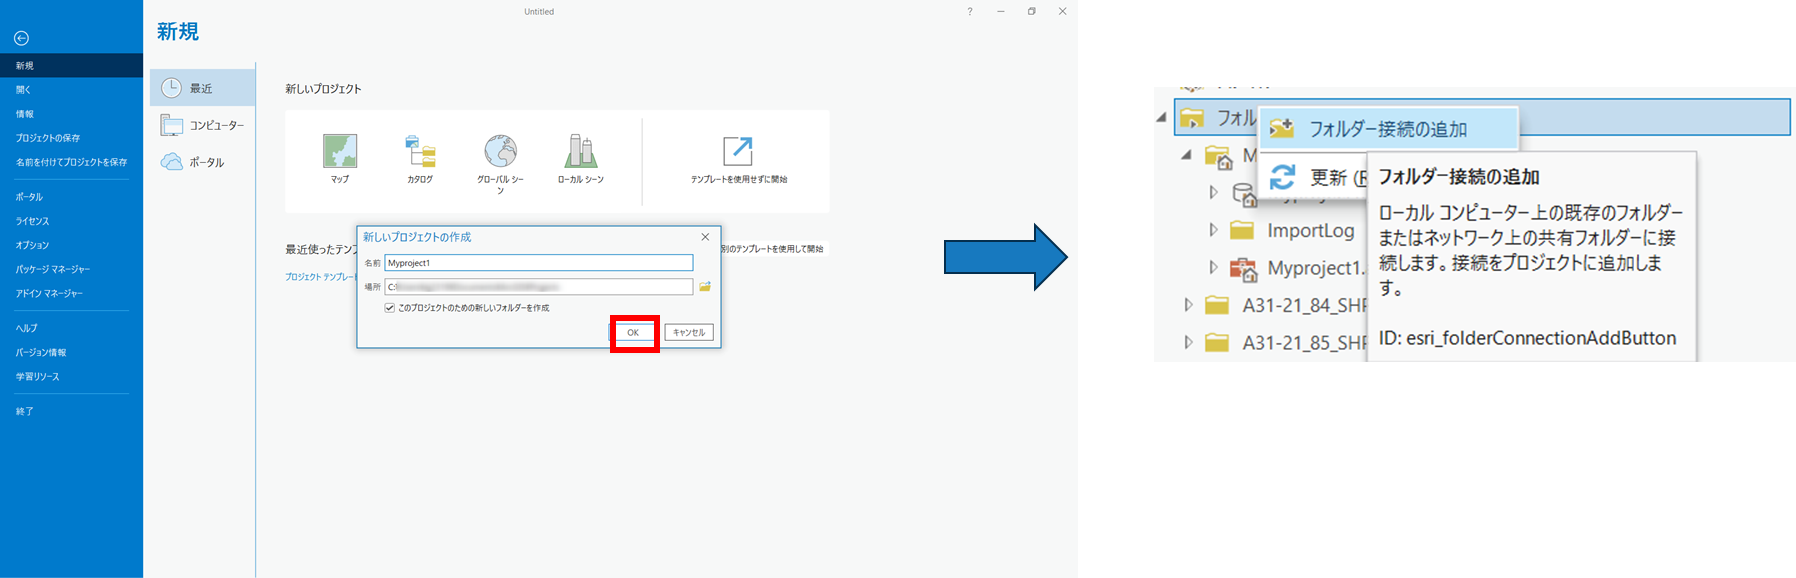 Untitled
?
新規
新規
開く
情報
プロジェクトの保存
名前を付けてプロジェクトを保存
ポータル
ライセンス
オプション
パッケージ マネージャー
アドイン マネージャー
ヘルプ
バージョン情報
学習リソース
終了
最近
コンピューター
ポータル
新しいプロジェクト
マップ
カタログ
グローバル シー
ン
ローカル シーン
テンプレートを使用せずに開始
最近使ったテンプ
別のテンプレートを使用して開始
プロジェクト テンプレー
新しいプロジェクトの作成
名前
Myproject1
場所
C:
このプロジェクトのための新しいフォルダーを作成
OK
キャンセル
フォル
フォルダー接続の追加
M
更新 (R
フォルダー接続の追加
ローカル コンピューター上の既存のフォルダー
またはネットワーク上の共有フォルダーに接
続します。接続をプロジェクトに追加しま
す。
ID: esri_folderConnectionAddButton
ImportLog
Myproject1.
A31-21_84_SHF
A31-21_85_SHF